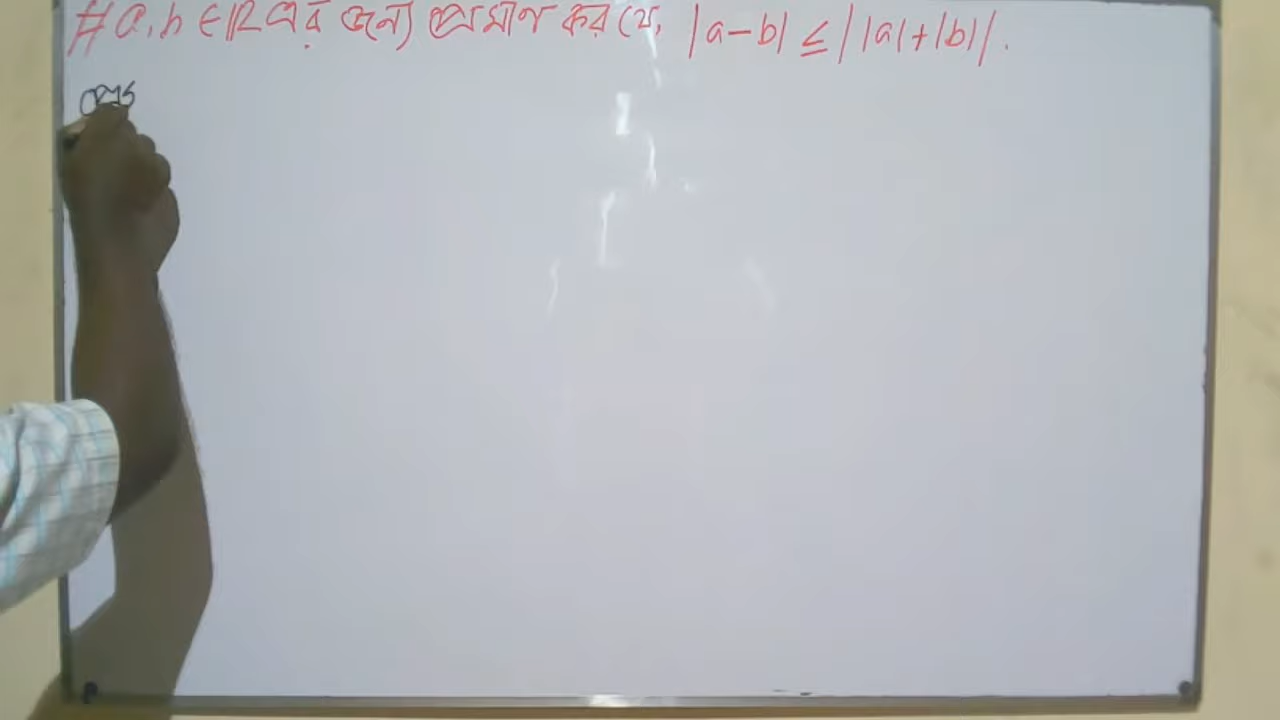 # a, b ∈ ℝ এর জন্য প্রমাণ কর যে, |a-b| ≤ ||a|+|b||.